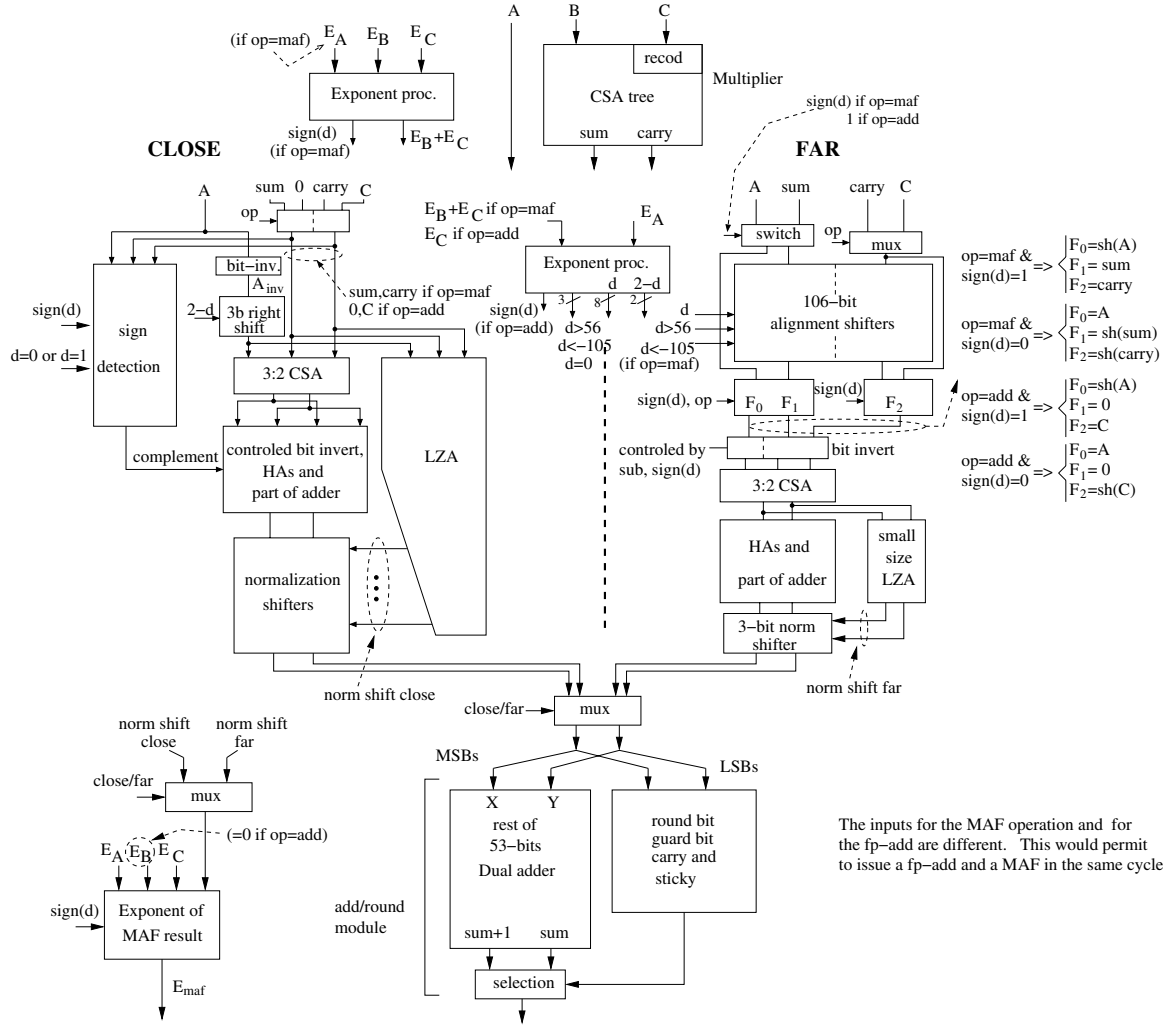 A
B
C
E_A
E_B
E_C
(if op=maf)
recod
Multiplier
Exponent proc.
CSA tree
sign(d) if op=maf
1 if op=add
sum
carry
sign(d)
(if op=maf)
E_B+E_C
CLOSE
FAR
A
sum
0
carry
C
op
A
sum
carry
C
E_B+E_C if op=maf
E_C if op=add
E_A
switch
op
mux
bit−inv.
A_inv
Exponent proc.
3
8
d
2−d
2
sign(d)
(if op=add)
d>56
d<−105
d=0
sum,carry if op=maf
0,C if op=add
2−d
3b right
shift
sign(d)
sign
detection
d=0 or d=1
d
d>56
d<−105
(if op=maf)
106−bit
alignment shifters
op=maf &
sign(d)=1
=>
F_0=sh(A)
F_1= sum
F_2=carry
op=maf &
sign(d)=0
=>
F_0=A
F_1=sh(sum)
F_2=sh(carry)
op=add &
sign(d)=1
=>
F_0=sh(A)
F_1= 0
F_2=C
op=add &
sign(d)=0
=>
F_0=A
F_1=0
F_2=sh(C)
3:2 CSA
sign(d), op
F_0
F_1
sign(d)
F_2
complement
controled bit invert,
HAs and
part of adder
LZA
controled by
sub, sign(d)
bit invert
3:2 CSA
HAs and
part of adder
small
size
LZA
normalization
shifters
3−bit norm
shifter
norm shift close
norm shift far
close/far
mux
norm shift
close
norm shift
far
close/far
mux
MSBs
LSBs
X
Y
rest of
53−bits
Dual adder
sum+1
sum
round bit
guard bit
carry and
sticky
add/round
module
selection
(=0 if op=add)
E_A
E_B
E_C
sign(d)
Exponent of
MAF result
E_maf
The inputs for the MAF operation and for
the fp−add are different. This would permit
to issue a fp−add and a MAF in the same cycle